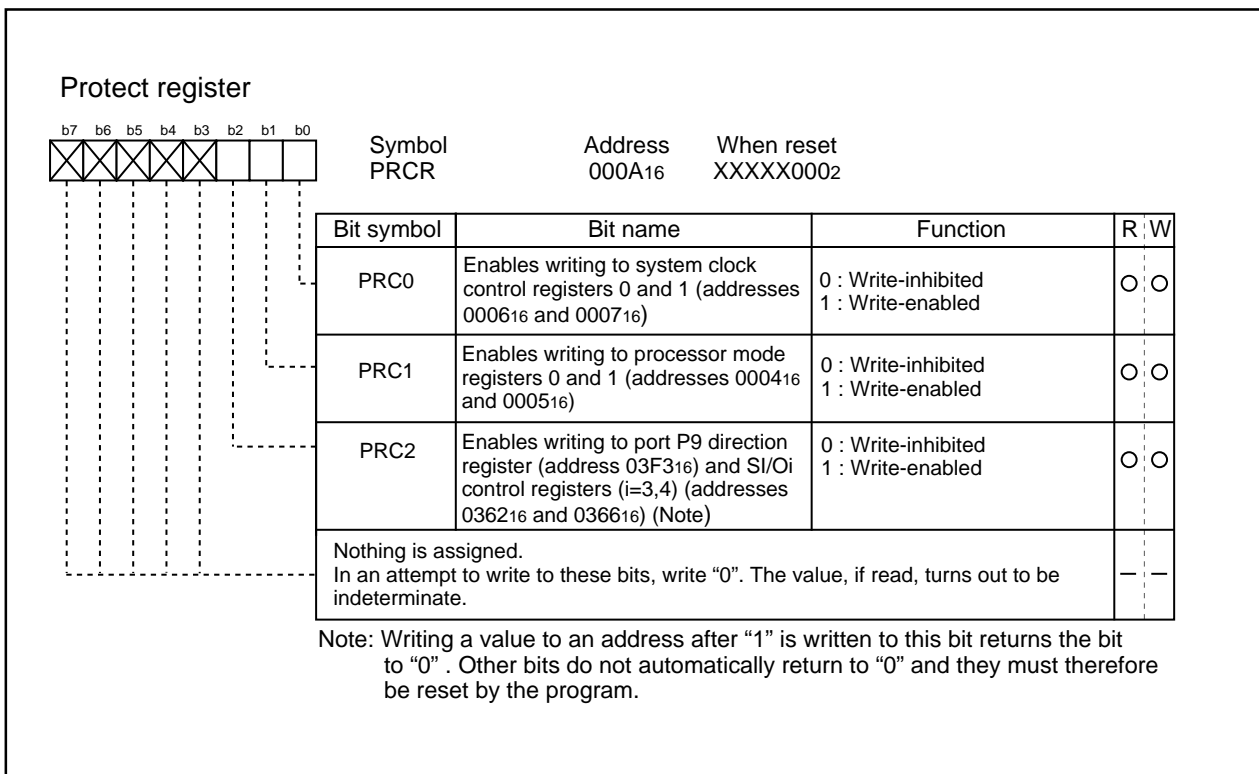 Protect register
b7 b6 b5 b4 b3 b2 b1 b0
Symbol Address When reset
PRCR 000A16 XXXXX0002
Bit symbol Bit name Function R W
PRC0 Enables writing to system clock control registers 0 and 1 (addresses 000616 and 000716) 0 : Write-inhibited 1 : Write-enabled
PRC1 Enables writing to processor mode registers 0 and 1 (addresses 000416 and 000516) 0 : Write-inhibited 1 : Write-enabled
PRC2 Enables writing to port P9 direction register (address 03F316) and SI/Oi control registers (i=3,4) (addresses 036216 and 036616) (Note) 0 : Write-inhibited 1 : Write-enabled
Nothing is assigned.
In an attempt to write to these bits, write “0”. The value, if read, turns out to be
indeterminate.
Note: Writing a value to an address after “1” is written to this bit returns the bit
to “0” . Other bits do not automatically return to “0” and they must therefore
be reset by the program.